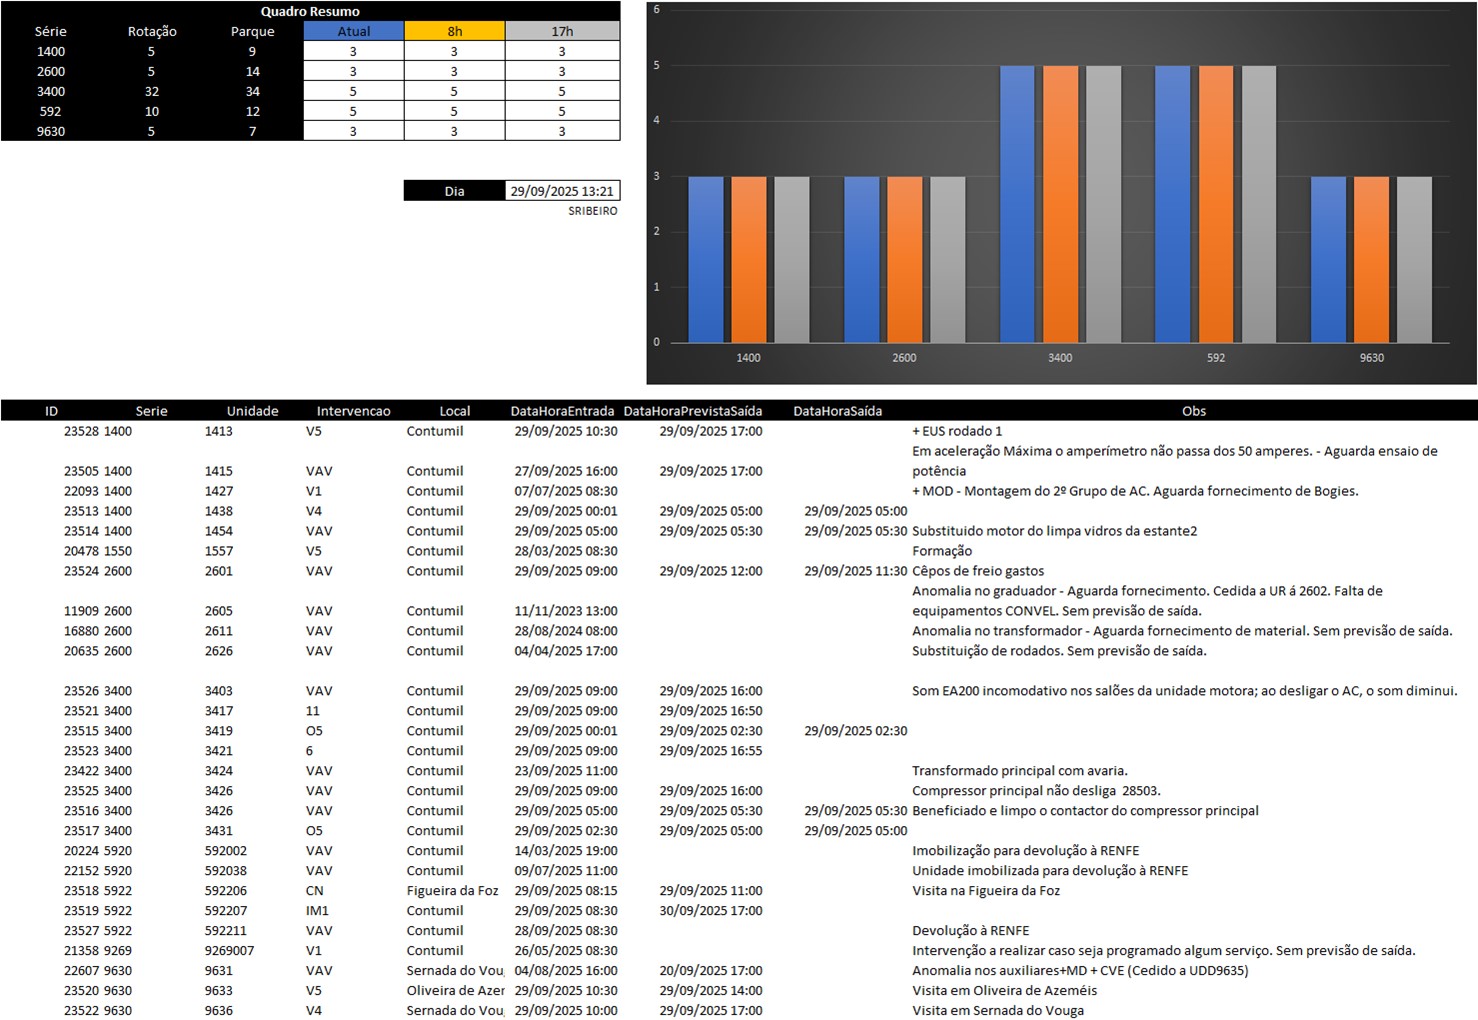 Quadro Resumo
Série Rotação Parque Atual 8h 17h
1400 5 9 3 3 3
2600 5 14 3 3 3
3400 32 34 5 5 5
592 10 12 5 5 5
9630 5 7 3 3 3
Dia 29/09/2025 13:21
SRIBEIRO
6
5
4
3
2
1
0
1400 2600 3400 592 9630
ID Serie Unidade Intervencao Local DataHoraEntrada DataHoraPrevistaSaída DataHoraSaída Obs
23528 1400 1413 V5 Contumil 29/09/2025 10:30 29/09/2025 17:00 + EUS rodado 1
Em aceleração Máxima o amperímetro não passa dos 50 amperes. - Aguarda ensaio de
23505 1400 1415 VAV Contumil 27/09/2025 16:00 29/09/2025 17:00 potência
22093 1400 1427 V1 Contumil 07/07/2025 08:30 + MOD - Montagem do 2º Grupo de AC. Aguarda fornecimento de Bogies.
23513 1400 1438 V4 Contumil 29/09/2025 00:01 29/09/2025 05:00 29/09/2025 05:00
23514 1400 1454 VAV Contumil 29/09/2025 05:00 29/09/2025 05:30 29/09/2025 05:30 Substituido motor do limpa vidros da estante2
20478 1550 1557 V5 Contumil 28/03/2025 08:30 Formação
23524 2600 2601 VAV Contumil 29/09/2025 09:00 29/09/2025 12:00 29/09/2025 11:30 Cêpos de freio gastos
Anomalia no graduador - Aguarda fornecimento. Cedida a UR á 2602. Falta de
11909 2600 2605 VAV Contumil 11/11/2023 13:00 equipamentos CONVEL. Sem previsão de saída.
16880 2600 2611 VAV Contumil 28/08/2024 08:00 Anomalia no transformador - Aguarda fornecimento de material. Sem previsão de saída.
20635 2600 2626 VAV Contumil 04/04/2025 17:00 Substituição de rodados. Sem previsão de saída.
23526 3400 3403 VAV Contumil 29/09/2025 09:00 29/09/2025 16:00 Som EA200 incomodativo nos salões da unidade motora; ao desligar o AC, o som diminui.
23521 3400 3417 11 Contumil 29/09/2025 09:00 29/09/2025 16:50
23515 3400 3419 O5 Contumil 29/09/2025 00:01 29/09/2025 02:30 29/09/2025 02:30
23523 3400 3421 6 Contumil 29/09/2025 09:00 29/09/2025 16:55
23422 3400 3424 VAV Contumil 23/09/2025 11:00 Transformado principal com avaria.
23525 3400 3426 VAV Contumil 29/09/2025 09:00 29/09/2025 16:00 Compressor principal não desliga 28503.
23516 3400 3426 VAV Contumil 29/09/2025 05:00 29/09/2025 05:30 29/09/2025 05:30 Beneficiado e limpo o contactor do compressor principal
23517 3400 3431 O5 Contumil 29/09/2025 02:30 29/09/2025 05:00 29/09/2025 05:00
20224 5920 592002 VAV Contumil 14/03/2025 19:00 Imobilização para devolução à RENFE
22152 5920 592038 VAV Contumil 09/07/2025 11:00 Unidade imobilizada para devolução à RENFE
23518 5922 592206 CN Figueira da Foz 29/09/2025 08:15 29/09/2025 11:00 Visita na Figueira da Foz
23519 5922 592207 IM1 Contumil 29/09/2025 08:30 30/09/2025 17:00
23527 5922 592211 VAV Contumil 28/09/2025 08:30 Devolução à RENFE
21358 9269 9269007 V1 Contumil 26/05/2025 08:30 Intervenção a realizar caso seja programado algum serviço. Sem previsão de saída.
22607 9630 9631 VAV Sernada do Vou 04/08/2025 16:00 20/09/2025 17:00 Anomalia nos auxiliares+MD + CVE (Cedido a UDD9635)
23520 9630 9633 V5 Oliveira de Azer 29/09/2025 10:30 29/09/2025 14:00 Visita em Oliveira de Azeméis
23522 9630 9636 V4 Sernada do Vou 29/09/2025 10:00 29/09/2025 17:00 Visita em Sernada do Vouga